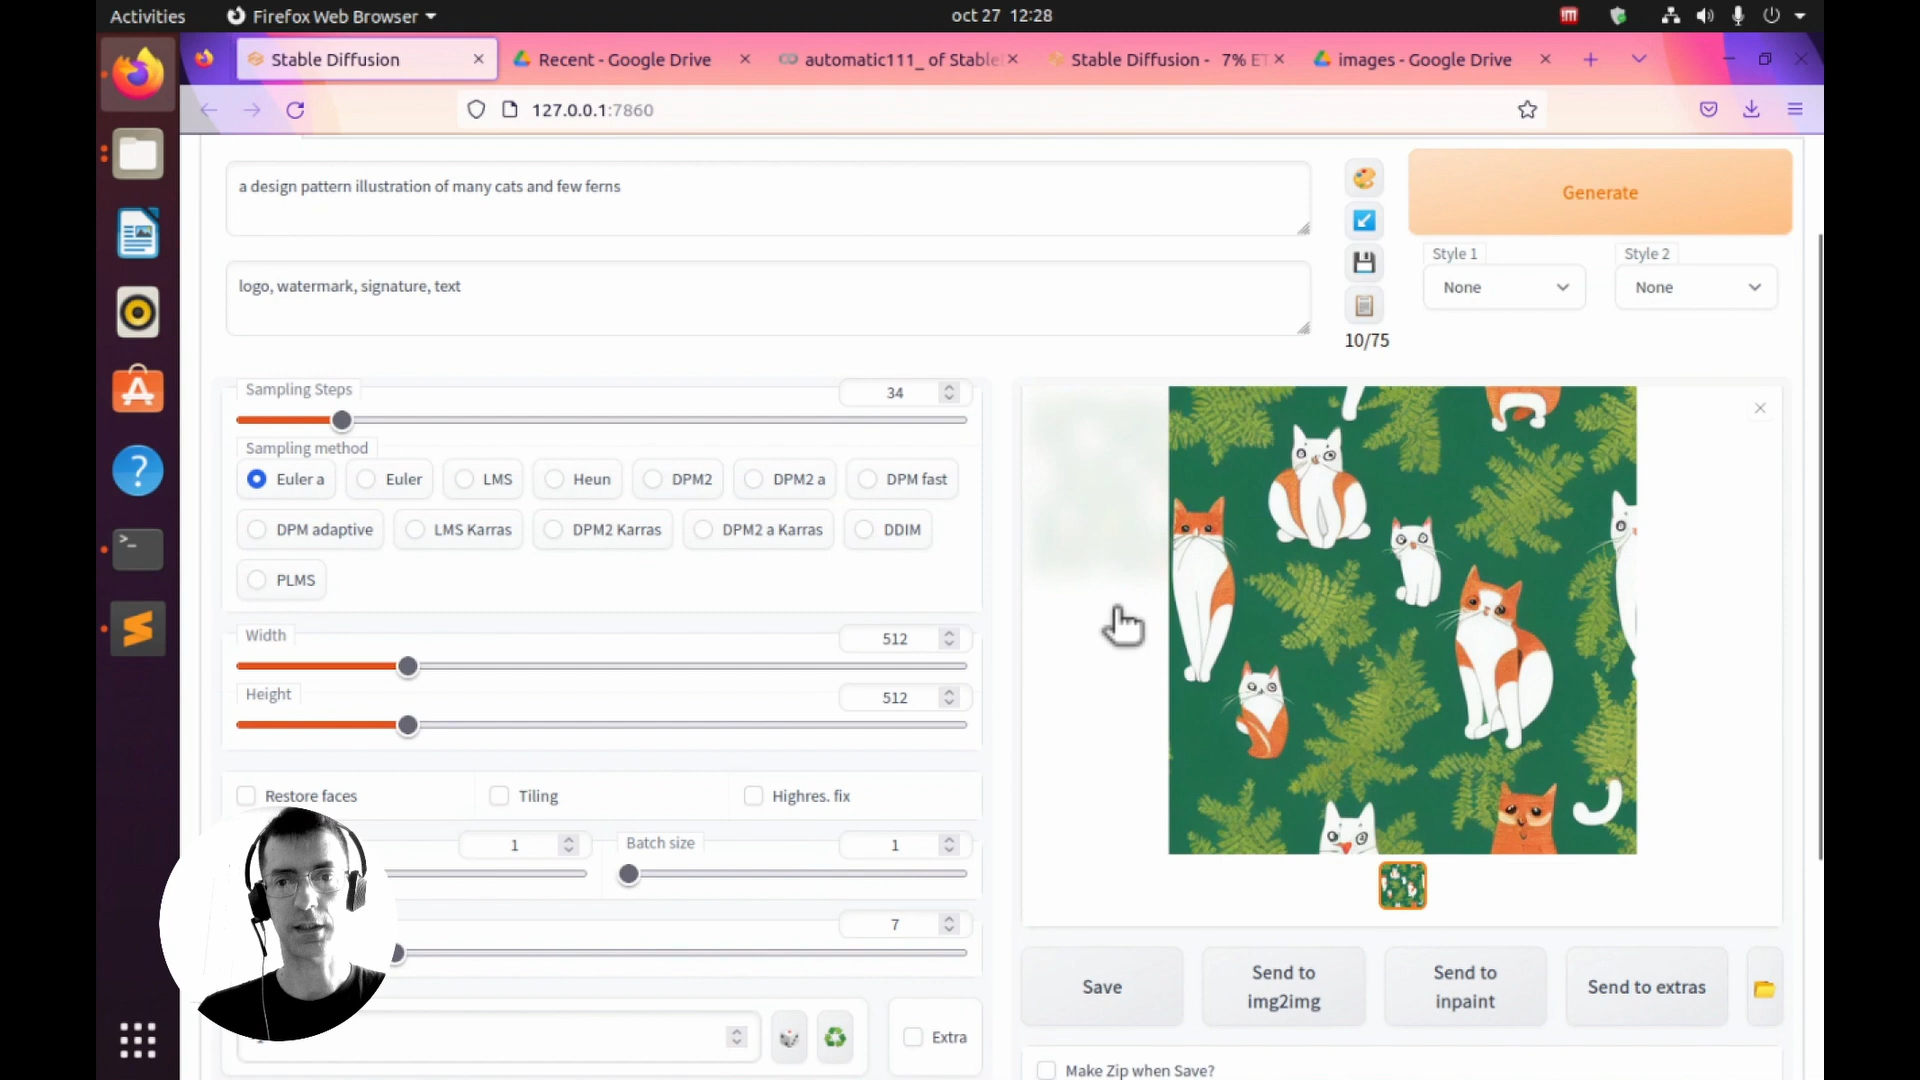 Activities
Firefox Web Browser
oct 27 12:28
Stable Diffusion
Recent - Google Drive
automatic111_ of Stable
Stable Diffusion - 7% ET
images - Google Drive
127.0.0.1:7860
a design pattern illustration of many cats and few ferns
Generate
Style 1
Style 2
None
None
logo, watermark, signature, text
10/75
Sampling Steps
34
Sampling method
Euler a
Euler
LMS
Heun
DPM2
DPM2 a
DPM fast
DPM adaptive
LMS Karras
DPM2 Karras
DPM2 a Karras
DDIM
PLMS
Width
512
Height
512
Restore faces
Tiling
Highres. fix
1
Batch size
1
7
Save
Send to
img2img
Send to
inpaint
Send to extras
Extra
Make Zip when Save?